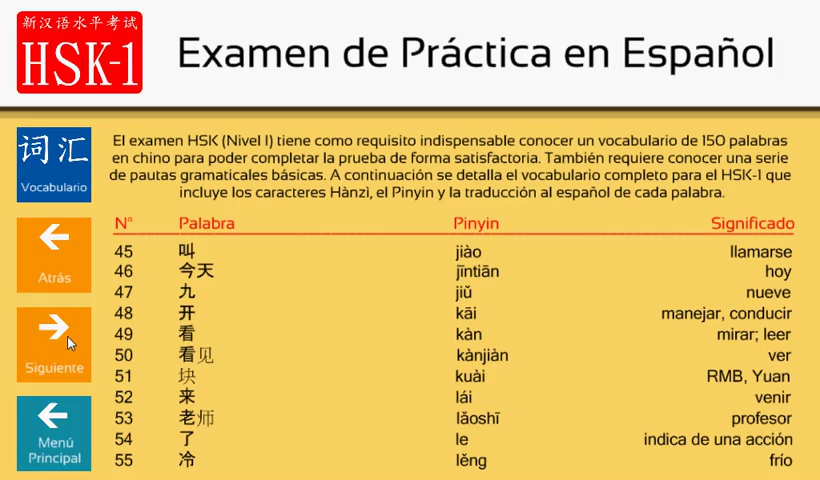 新汉语水平考试
HSK-1
Examen de Práctica en Español
词汇
Vocabulario
El examen HSK (Nivel I) tiene como requisito indispensable conocer un vocabulario de 150 palabras
en chino para poder completar la prueba de forma satisfactoria. También requiere conocer una serie
de pautas gramaticales básicas. A continuación se detalla el vocabulario completo para el HSK-1 que
incluye los caracteres Hànzì, el Pinyin y la traducción al español de cada palabra.
Atrás
Siguiente
Menú
Principal
N° Palabra Pinyin Significado
45 叫 jiào llamarse
46 今天 jīntiān hoy
47 九 jiǔ nueve
48 开 kāi manejar, conducir
49 看 kàn mirar; leer
50 看见 kànjiàn ver
51 块 kuài RMB, Yuan
52 来 lái venir
53 老师 lǎoshī profesor
54 了 le indica de una acción
55 冷 lěng frío